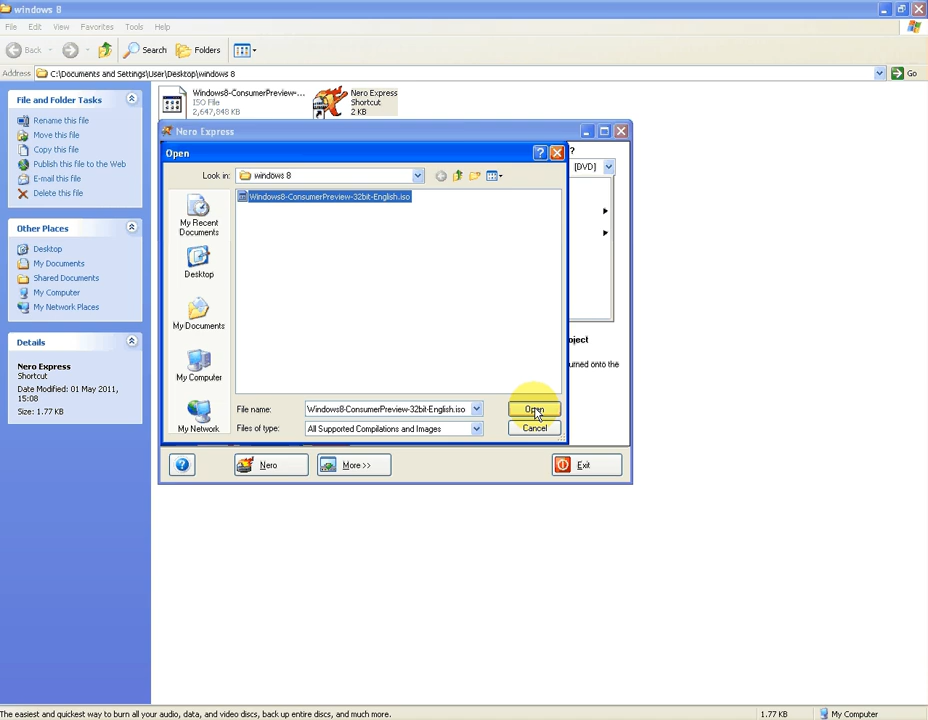 windows 8
File Edit View Favorites Tools Help
Back Search Folders
Address C:\Documents and Settings\User\Desktop\windows 8 Go
File and Folder Tasks
Rename this file
Move this file
Copy this file
Publish this file to the Web
E-mail this file
Delete this file
Other Places
Desktop
My Documents
Shared Documents
My Computer
My Network Places
Details
Nero Express
Shortcut
Date Modified: 01 May 2011,
15:08
Size: 1.77 KB
Windows8-ConsumerPreview-...
ISO File
2,647,848 KB
Nero Express
Shortcut
2 KB
Nero Express
?
[DVD]
Open
Look in: windows 8
Windows8-ConsumerPreview-32bit-English.iso
My Recent
Documents
Desktop
My Documents
My Computer
My Network
File name: Windows8-ConsumerPreview-32bit-English.iso Open
Files of type: All Supported Compilations and Images Cancel
oject
urned onto the
Nero More >> Exit
The easiest and quickest way to burn all your audio, data, and video discs, back up entire discs, and much more. 1.77 KB My Computer